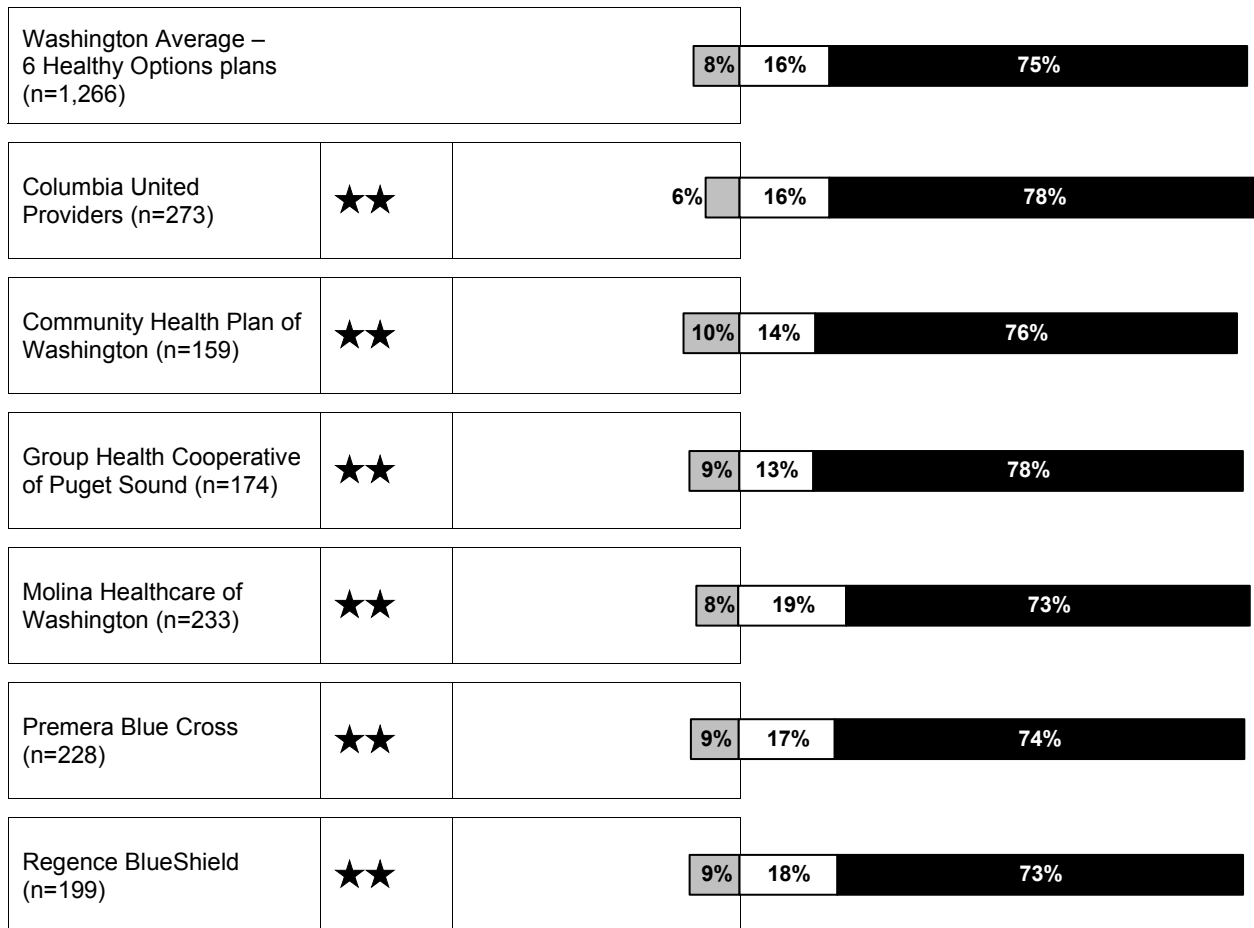 Washington Average –
6 Healthy Options plans
(n=1,266)
8% 16% 75%
Columbia United
Providers (n=273)
★★
6% 16% 78%
Community Health Plan of
Washington (n=159)
★★
10% 14% 76%
Group Health Cooperative
of Puget Sound (n=174)
★★
9% 13% 78%
Molina Healthcare of
Washington (n=233)
★★
8% 19% 73%
Premera Blue Cross
(n=228)
★★
9% 17% 74%
Regence BlueShield
(n=199)
★★
9% 18% 73%